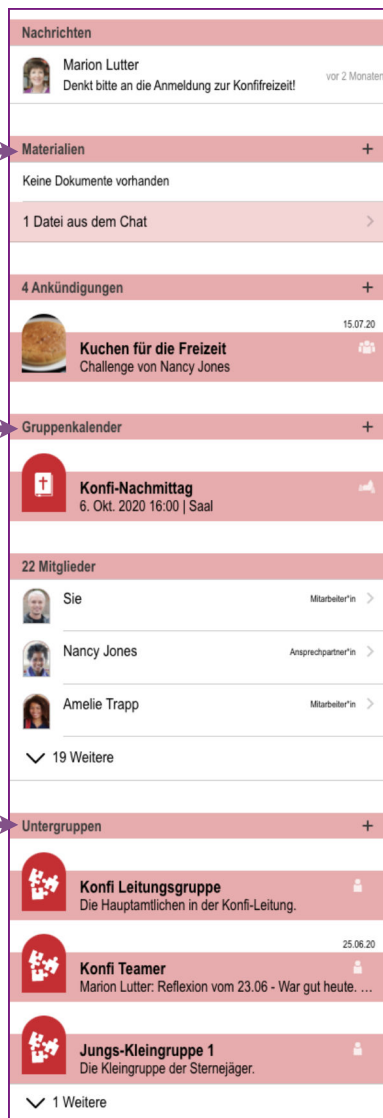 Nachrichten
Marion Lutter
Denkt bitte an die Anmeldung zur Konfifreizeit!
vor 2 Monaten
Materialien +
Keine Dokumente vorhanden
1 Datei aus dem Chat
4 Ankündigungen +
15.07.20
Kuchen für die Freizeit
Challenge von Nancy Jones
Gruppenkalender +
Konfi-Nachmittag
6. Okt. 2020 16:00 | Saal
22 Mitglieder
Sie Mitarbeiter*in
Nancy Jones Ansprechpartner*in
Amelie Trapp Mitarbeiter*in
19 Weitere
Untergruppen +
Konfi Leitungsgruppe
Die Hauptamtlichen in der Konfi-Leitung.
25.06.20
Konfi Teamer
Marion Lutter: Reflexion vom 23.06 - War gut heute. …
Jungs-Kleingruppe 1
Die Kleingruppe der Sternejäger.
1 Weitere